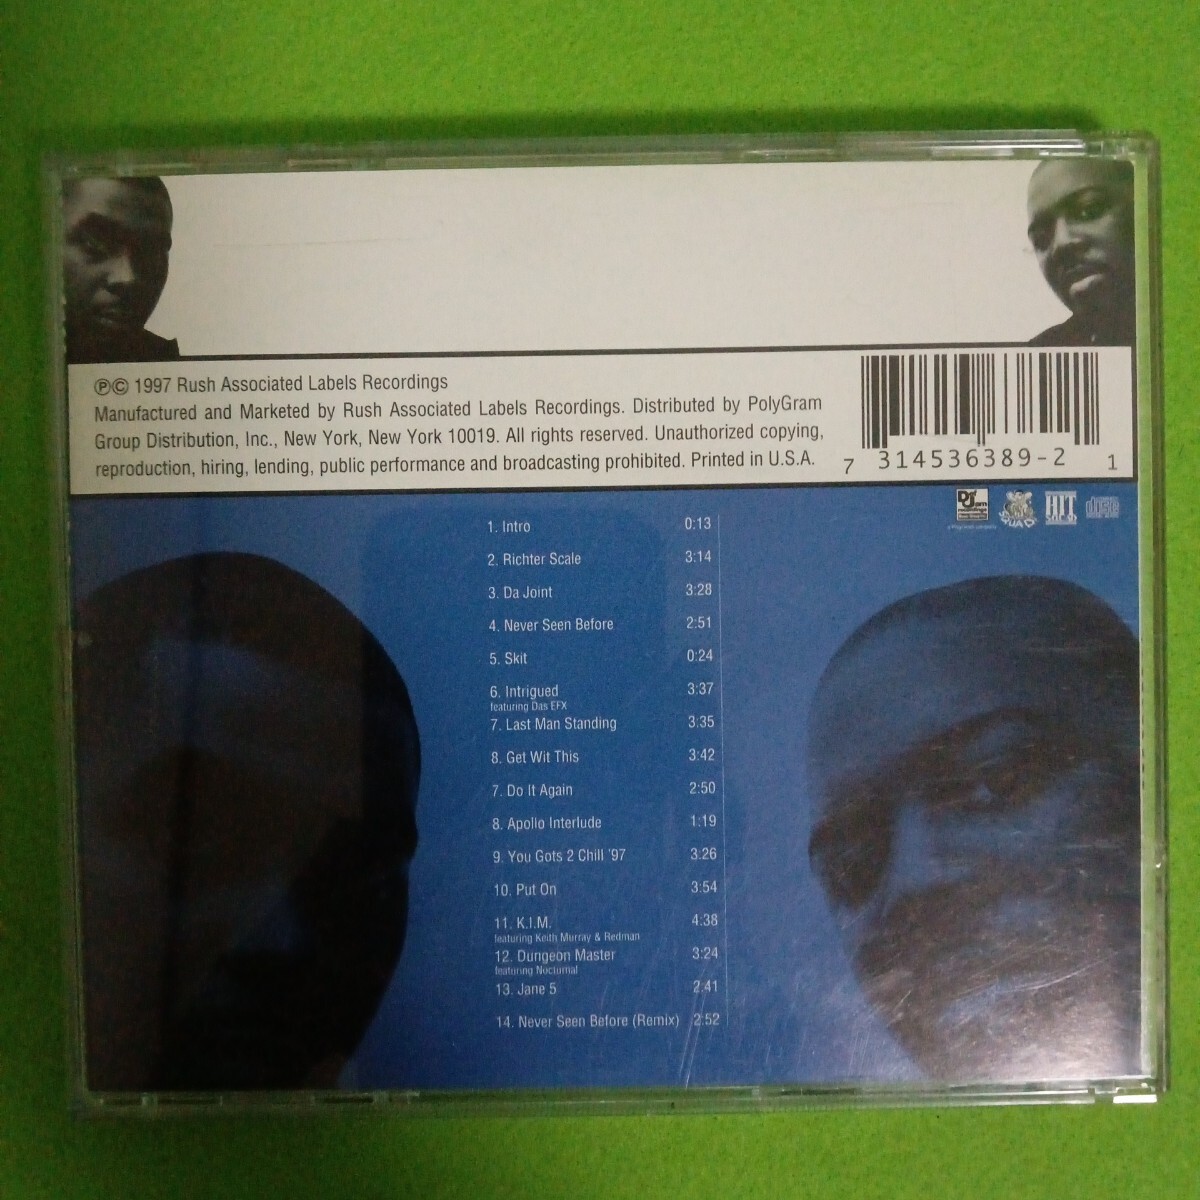 ℗© 1997 Rush Associated Labels Recordings
Manufactured and Marketed by Rush Associated Labels Recordings. Distributed by PolyGram
Group Distribution, Inc., New York, New York 10019. All rights reserved. Unauthorized copying,
reproduction, hiring, lending, public performance and broadcasting prohibited. Printed in U.S.A.
7 314536389-2 1
Def Jam
SQUAD
HIT
SQUAD
disc
1. Intro 0:13
2. Richter Scale 3:14
3. Da Joint 3:28
4. Never Seen Before 2:51
5. Skit 0:24
6. Intrigued 3:37
featuring Das EFX
7. Last Man Standing 3:35
8. Get Wit This 3:42
7. Do It Again 2:50
8. Apollo Interlude 1:19
9. You Gots 2 Chill '97 3:26
10. Put On 3:54
11. K.I.M. 4:38
featuring Keith Murray & Redman
12. Dungeon Master 3:24
featuring Nocturnal
13. Jane 5 2:41
14. Never Seen Before (Remix) 2:52